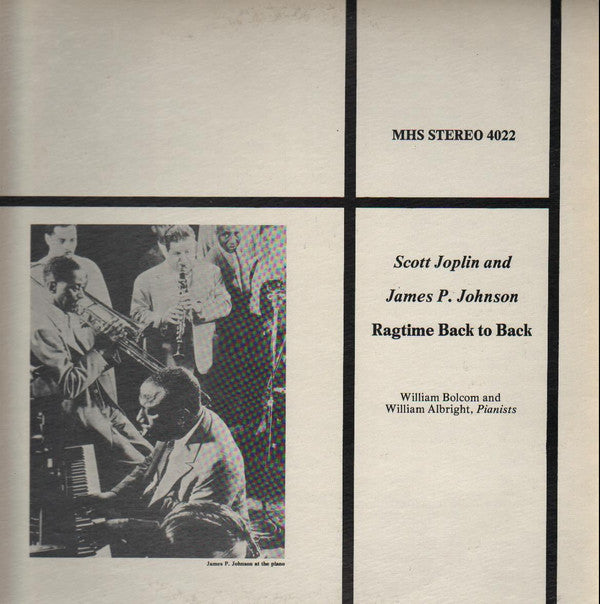 MHS STEREO 4022
Scott Joplin and
James P. Johnson
Ragtime Back to Back
William Bolcom and
William Albright, Pianists
James P. Johnson at the piano